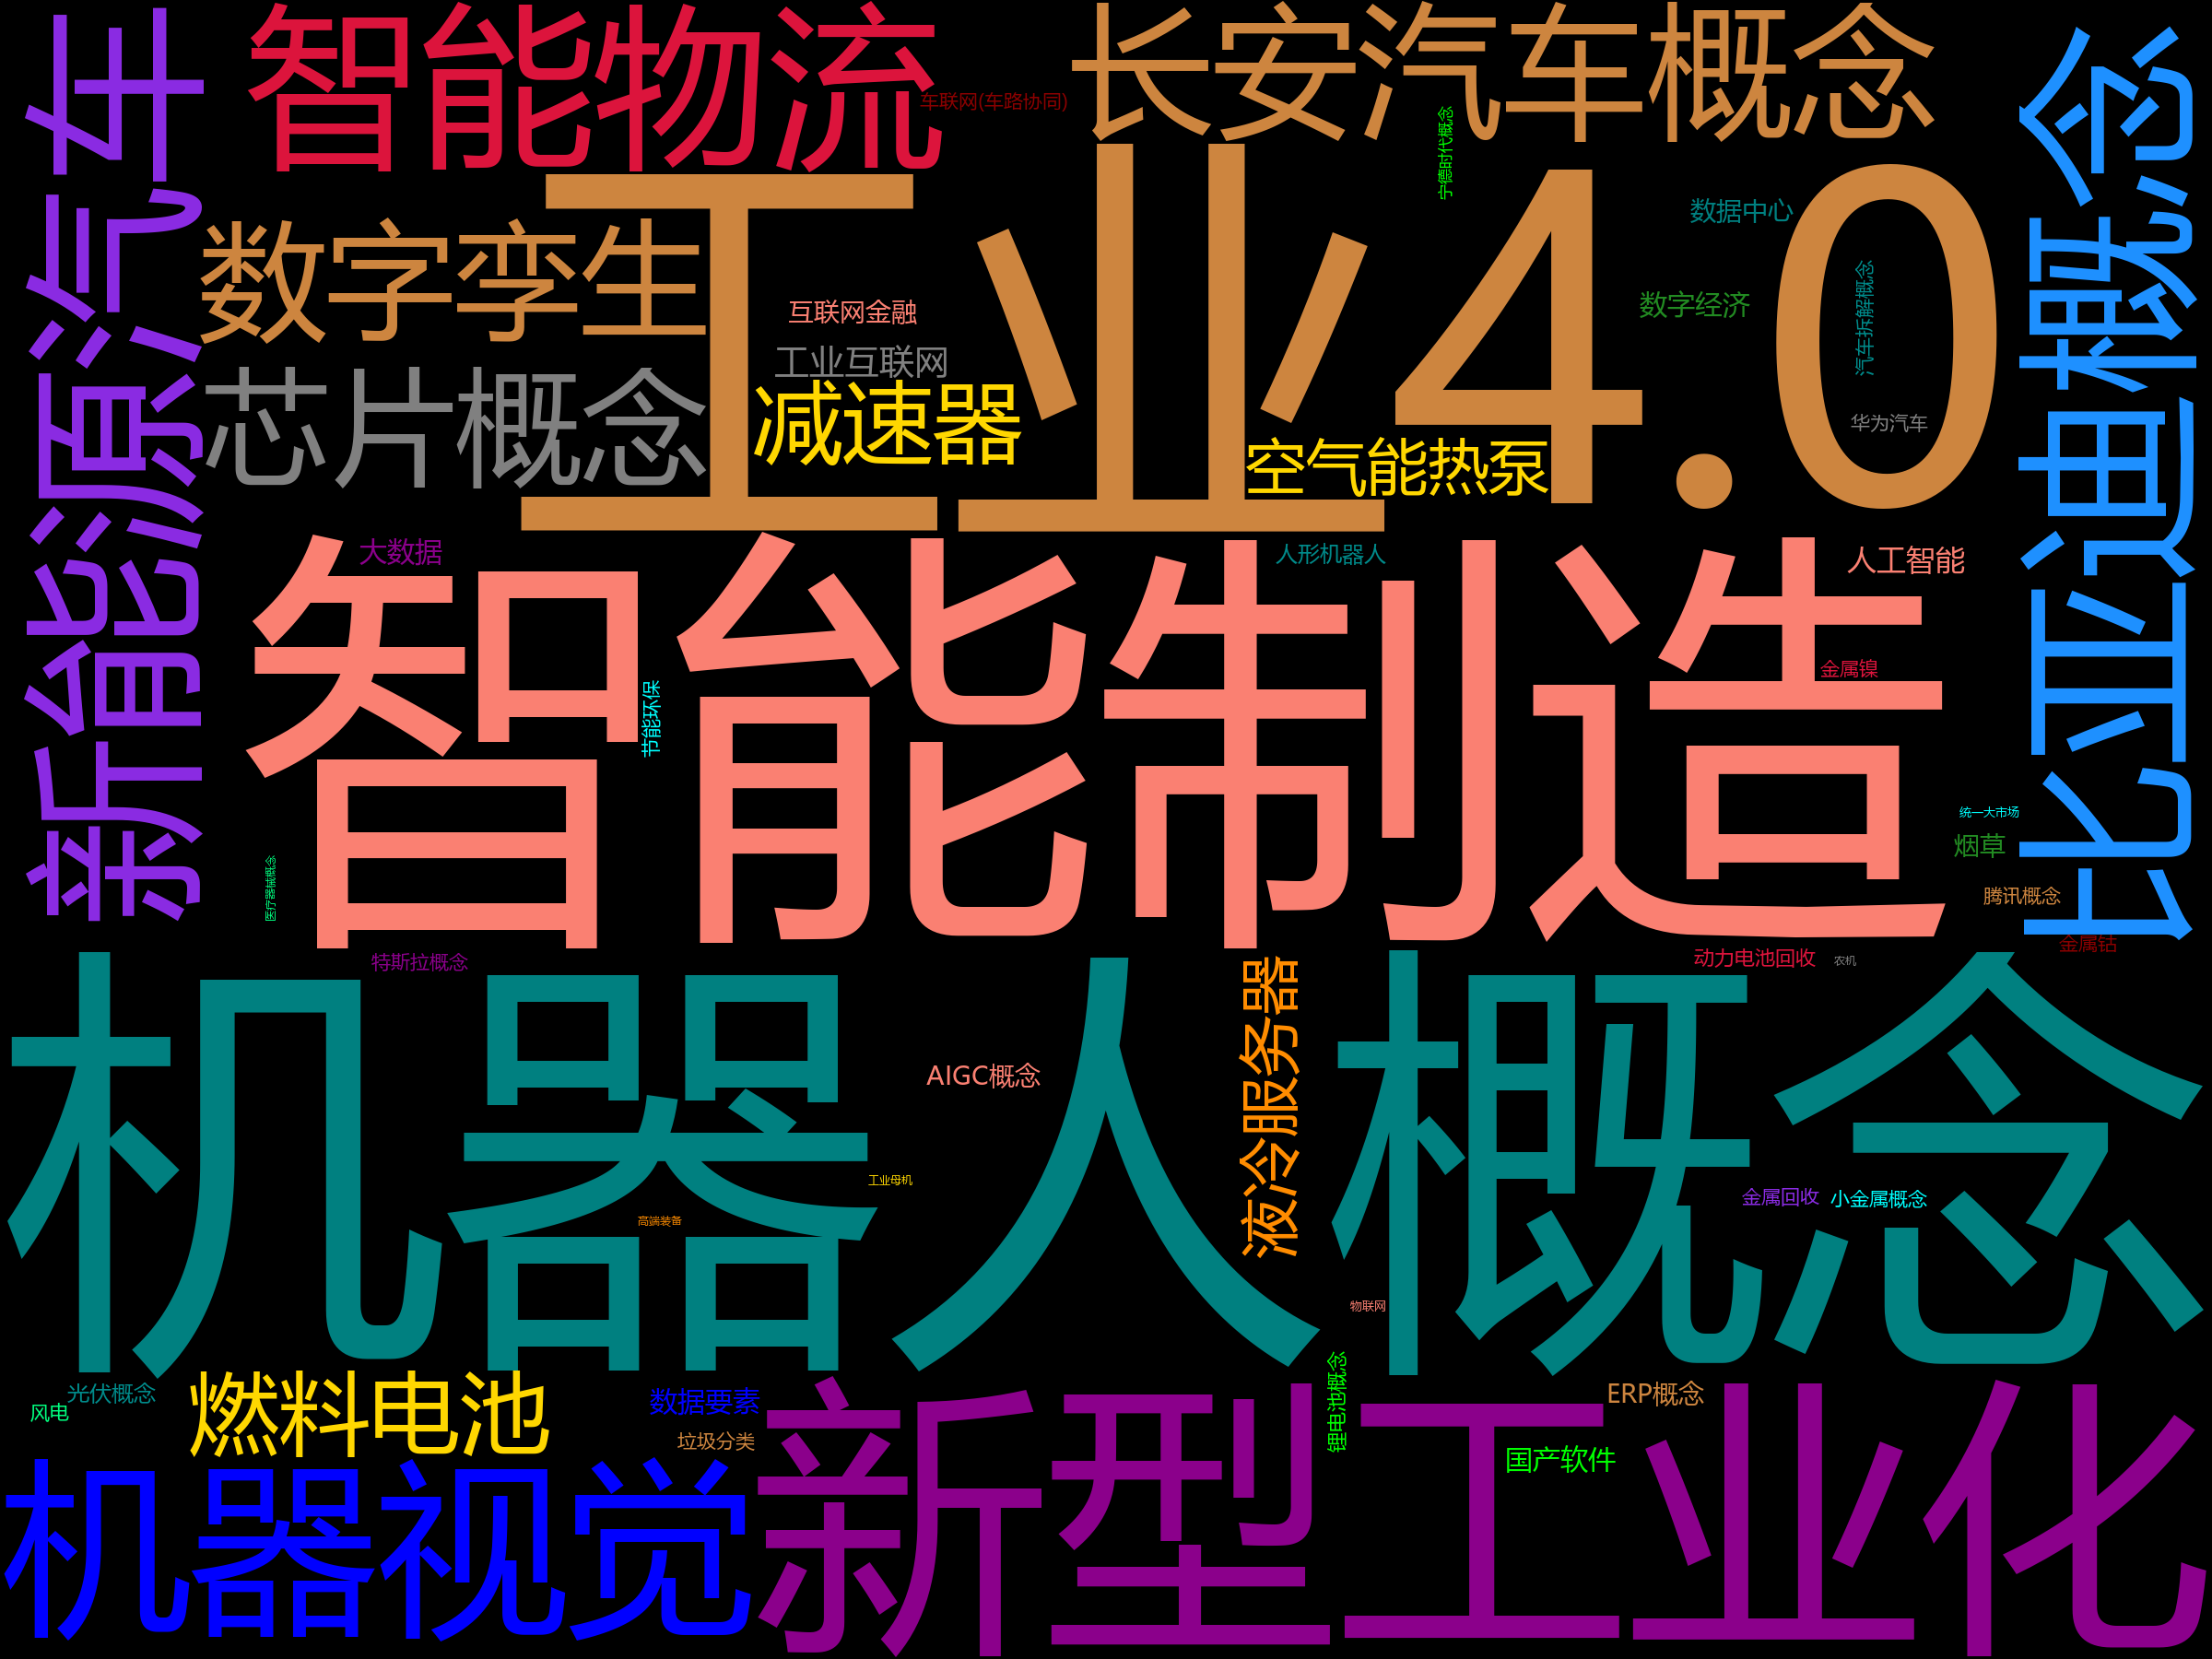 新能源汽车
智能物流
车联网(车路协同)
长安汽车概念
比亚迪概念
工业4.0
宁德时代概念
数据中心
数字孪生
互联网金融
数字经济
汽车拆解概念
工业互联网
芯片概念
减速器
空气能热泵
华为汽车
大数据
人形机器人
人工智能
智能制造
金属镍
节能环保
统一大市场
烟草
医疗器械概念
腾讯概念
金属钴
特斯拉概念
动力电池回收
农机
机器人概念
液冷服务器
AIGC概念
工业母机
金属回收
小金属概念
高端装备
物联网
光伏概念
风电
燃料电池
数据要素
垃圾分类
锂电池概念
ERP概念
国产软件
机器视觉
新型工业化